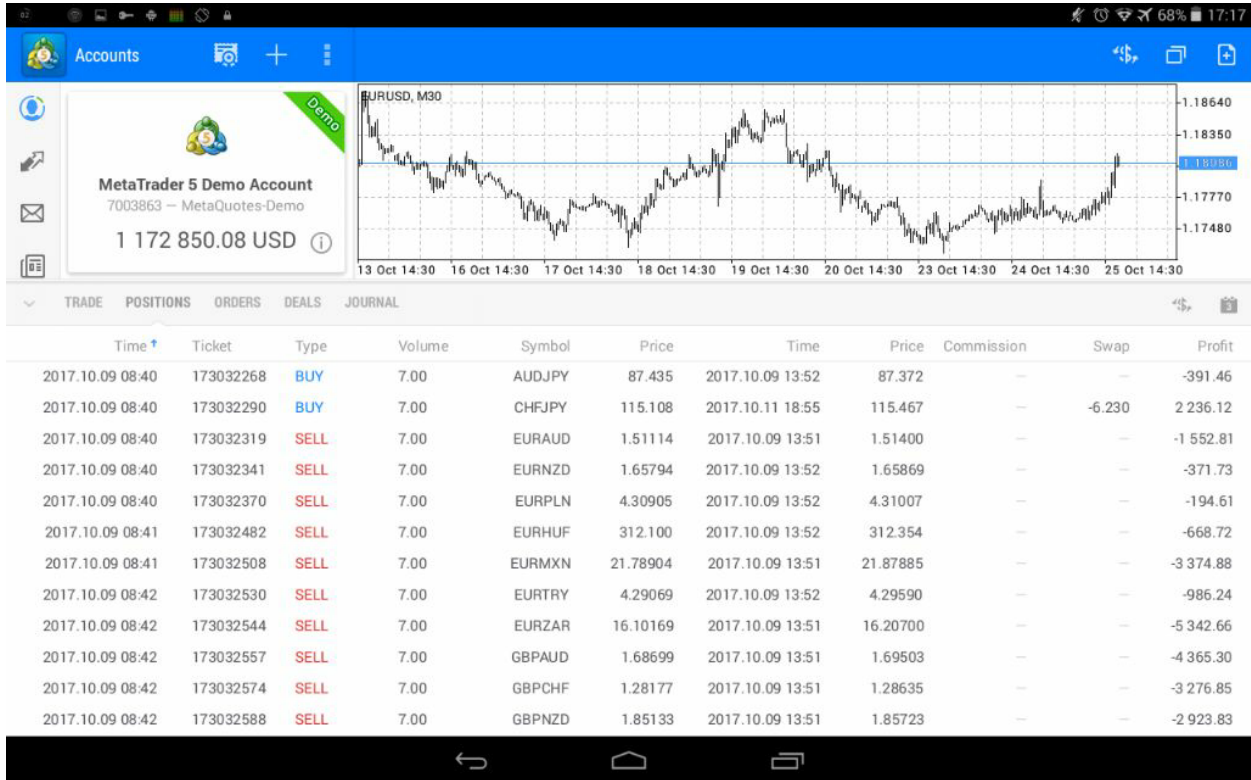 68% 17:17
Accounts
Demo
MetaTrader 5 Demo Account
7003863 — MetaQuotes-Demo
1 172 850.08 USD
EURUSD, M30
1.18640
1.18350
1.18086
1.17770
1.17480
13 Oct 14:30 16 Oct 14:30 17 Oct 14:30 18 Oct 14:30 19 Oct 14:30 20 Oct 14:30 23 Oct 14:30 24 Oct 14:30 25 Oct 14:30
TRADE POSITIONS ORDERS DEALS JOURNAL
Time Ticket Type Volume Symbol Price Time Price Commission Swap Profit
2017.10.09 08:40 173032268 BUY 7.00 AUDJPY 87.435 2017.10.09 13:52 87.372 — — -391.46
2017.10.09 08:40 173032290 BUY 7.00 CHFJPY 115.108 2017.10.11 18:55 115.467 — -6.230 2 236.12
2017.10.09 08:40 173032319 SELL 7.00 EURAUD 1.51114 2017.10.09 13:51 1.51400 — — -1 552.81
2017.10.09 08:40 173032341 SELL 7.00 EURNZD 1.65794 2017.10.09 13:52 1.65869 — — -371.73
2017.10.09 08:40 173032370 SELL 7.00 EURPLN 4.30905 2017.10.09 13:52 4.31007 — — -194.61
2017.10.09 08:41 173032482 SELL 7.00 EURHUF 312.100 2017.10.09 13:52 312.354 — — -668.72
2017.10.09 08:41 173032508 SELL 7.00 EURMXN 21.78904 2017.10.09 13:51 21.87885 — — -3 374.88
2017.10.09 08:42 173032530 SELL 7.00 EURTRY 4.29069 2017.10.09 13:52 4.29590 — — -986.24
2017.10.09 08:42 173032544 SELL 7.00 EURZAR 16.10169 2017.10.09 13:51 16.20700 — — -5 342.66
2017.10.09 08:42 173032557 SELL 7.00 GBPAUD 1.68699 2017.10.09 13:51 1.69503 — — -4 365.30
2017.10.09 08:42 173032574 SELL 7.00 GBPCHF 1.28177 2017.10.09 13:51 1.28635 — — -3 276.85
2017.10.09 08:42 173032588 SELL 7.00 GBPNZD 1.85133 2017.10.09 13:51 1.85723 — — -2 923.83